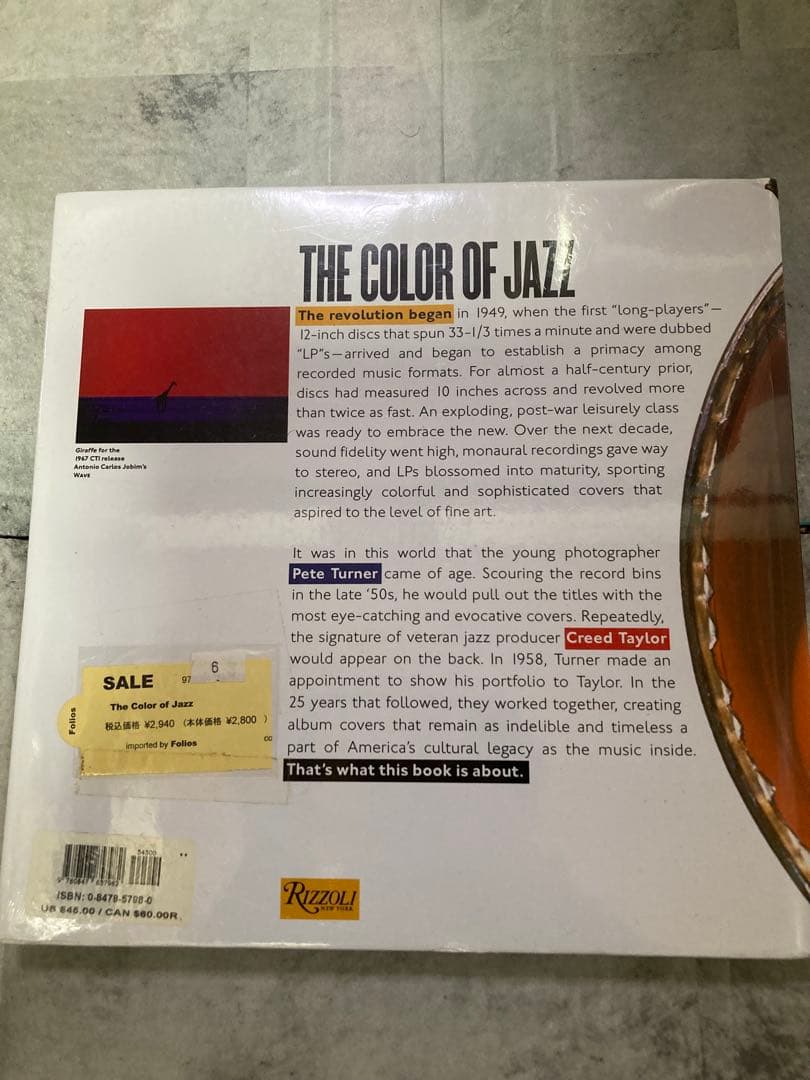 THE COLOR OF JAZZ
The revolution began in 1949, when the first “long-players”—
12-inch discs that spun 33-1/3 times a minute and were dubbed
“LP”s—arrived and began to establish a primacy among
recorded music formats. For almost a half-century prior,
discs had measured 10 inches across and revolved more
than twice as fast. An exploding, post-war leisurely class
was ready to embrace the new. Over the next decade,
sound fidelity went high, monaural recordings gave way
to stereo, and LPs blossomed into maturity, sporting
increasingly colorful and sophisticated covers that
aspired to the level of fine art.
Giraffe for the
1967 CTI release
Antonio Carlos Jobim's
WAVE
It was in this world that the young photographer
Pete Turner came of age. Scouring the record bins
in the late ‘50s, he would pull out the titles with the
most eye-catching and evocative covers. Repeatedly,
the signature of veteran jazz producer Creed Taylor
would appear on the back. In 1958, Turner made an
appointment to show his portfolio to Taylor. In the
25 years that followed, they worked together, creating
album covers that remain as indelible and timeless a
part of America’s cultural legacy as the music inside.
That’s what this book is about.
6
SALE 97
The Color of Jazz
税込価格 ¥2,940 (本体価格 ¥2,800 )
imported by Folios
CC
Folios
54500
ISBN: 0-8478-5798-0
US $45.00 / CAN $60.00R
RIZZOLI
NEW YORK